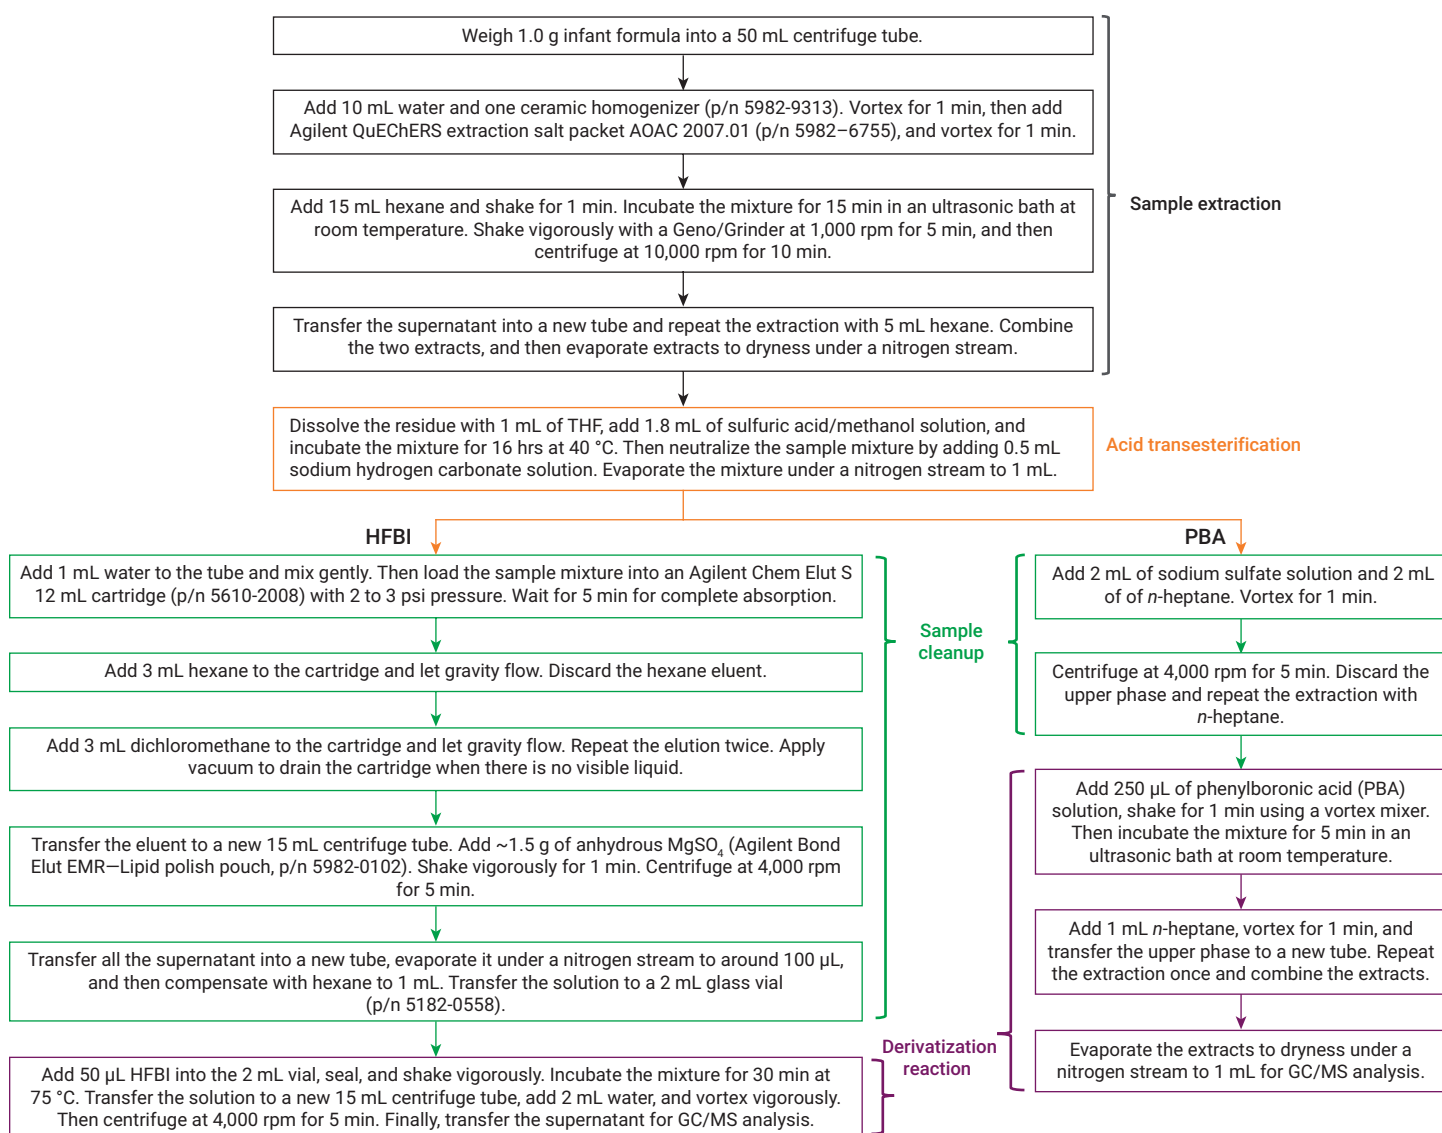 Weigh 1.0 g infant formula into a 50 mL centrifuge tube.
Add 10 mL water and one ceramic homogenizer (p/n 5982-9313). Vortex for 1 min, then add
Agilent QuEChERS extraction salt packet AOAC 2007.01 (p/n 5982–6755), and vortex for 1 min.
Add 15 mL hexane and shake for 1 min. Incubate the mixture for 15 min in an ultrasonic bath at
room temperature. Shake vigorously with a Geno/Grinder at 1,000 rpm for 5 min, and then
centrifuge at 10,000 rpm for 10 min.
Transfer the supernatant into a new tube and repeat the extraction with 5 mL hexane. Combine
the two extracts, and then evaporate extracts to dryness under a nitrogen stream.
Sample extraction
Dissolve the residue with 1 mL of THF, add 1.8 mL of sulfuric acid/methanol solution, and
incubate the mixture for 16 hrs at 40 °C. Then neutralize the sample mixture by adding 0.5 mL
sodium hydrogen carbonate solution. Evaporate the mixture under a nitrogen stream to 1 mL.
Acid transesterification
HFBI
Add 1 mL water to the tube and mix gently. Then load the sample mixture into an Agilent Chem Elut S
12 mL cartridge (p/n 5610-2008) with 2 to 3 psi pressure. Wait for 5 min for complete absorption.
Add 3 mL hexane to the cartridge and let gravity flow. Discard the hexane eluent.
Add 3 mL dichloromethane to the cartridge and let gravity flow. Repeat the elution twice. Apply
vacuum to drain the cartridge when there is no visible liquid.
Transfer the eluent to a new 15 mL centrifuge tube. Add ~1.5 g of anhydrous MgSO₄ (Agilent Bond
Elut EMR—Lipid polish pouch, p/n 5982-0102). Shake vigorously for 1 min. Centrifuge at 4,000 rpm
for 5 min.
Transfer all the supernatant into a new tube, evaporate it under a nitrogen stream to around 100 µL,
and then compensate with hexane to 1 mL. Transfer the solution to a 2 mL glass vial
(p/n 5182-0558).
Add 50 µL HFBI into the 2 mL vial, seal, and shake vigorously. Incubate the mixture for 30 min at
75 °C. Transfer the solution to a new 15 mL centrifuge tube, add 2 mL water, and vortex vigorously.
Then centrifuge at 4,000 rpm for 5 min. Finally, transfer the supernatant for GC/MS analysis.
Sample
cleanup
Derivatization
reaction
PBA
Add 2 mL of sodium sulfate solution and 2 mL
of of n-heptane. Vortex for 1 min.
Centrifuge at 4,000 rpm for 5 min. Discard the
upper phase and repeat the extraction with
n-heptane.
Add 250 µL of phenylboronic acid (PBA)
solution, shake for 1 min using a vortex mixer.
Then incubate the mixture for 5 min in an
ultrasonic bath at room temperature.
Add 1 mL n-heptane, vortex for 1 min, and
transfer the upper phase to a new tube. Repeat
the extraction once and combine the extracts.
Evaporate the extracts to dryness under a
nitrogen stream to 1 mL for GC/MS analysis.